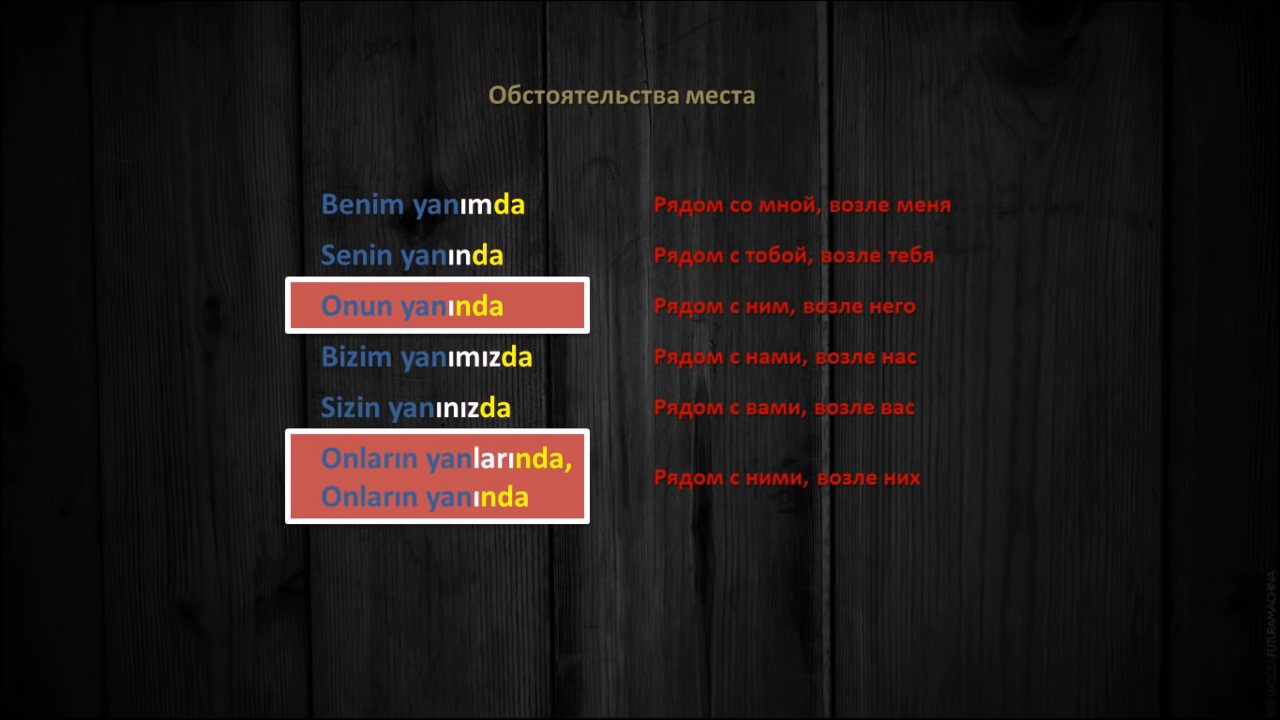 Обстоятельства места
Benim yanımda Рядом со мной, возле меня
Senin yanında Рядом с тобой, возле тебя
Onun yanında Рядом с ним, возле него
Bizim yanımızda Рядом с нами, возле нас
Sizin yanınızda Рядом с вами, возле вас
Onların yanlarında,
Onların yanında
Рядом с ними, возле них
FUTURAMACHINA